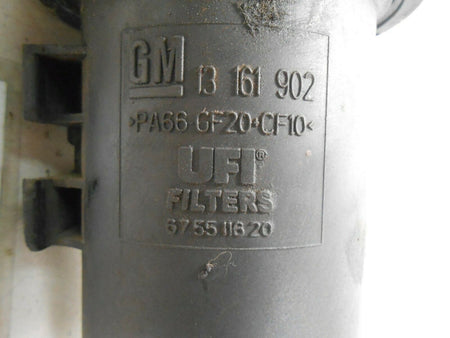 GM 13 161 902
>PA66-GF20+CF10<
UFI®
FILTERS
67 55 116 20